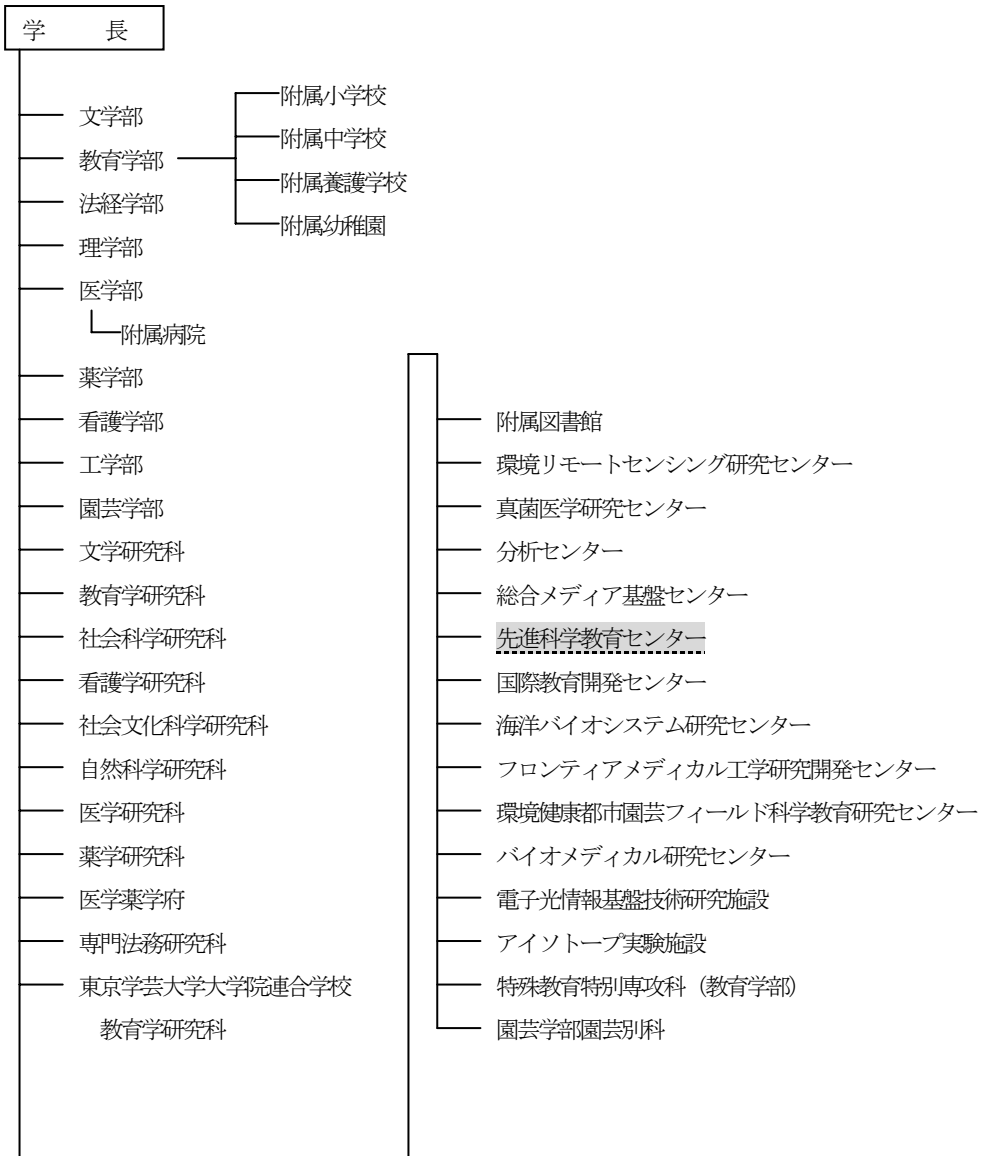 学 長
文学部
教育学部
附属小学校
附属中学校
附属養護学校
附属幼稚園
法経学部
理学部
医学部
附属病院
薬学部
看護学部
工学部
園芸学部
文学研究科
教育学研究科
社会科学研究科
看護学研究科
社会文化科学研究科
自然科学研究科
医学研究科
薬学研究科
医学薬学府
専門法務研究科
東京学芸大学大学院連合学校
教育学研究科
附属図書館
環境リモートセンシング研究センター
真菌医学研究センター
分析センター
総合メディア基盤センター
先進科学教育センター
国際教育開発センター
海洋バイオシステム研究センター
フロンティアメディカル工学研究開発センター
環境健康都市園芸フィールド科学教育研究センター
バイオメディカル研究センター
電子光情報基盤技術研究施設
アイソトープ実験施設
特殊教育特別専攻科（教育学部）
園芸学部園芸別科